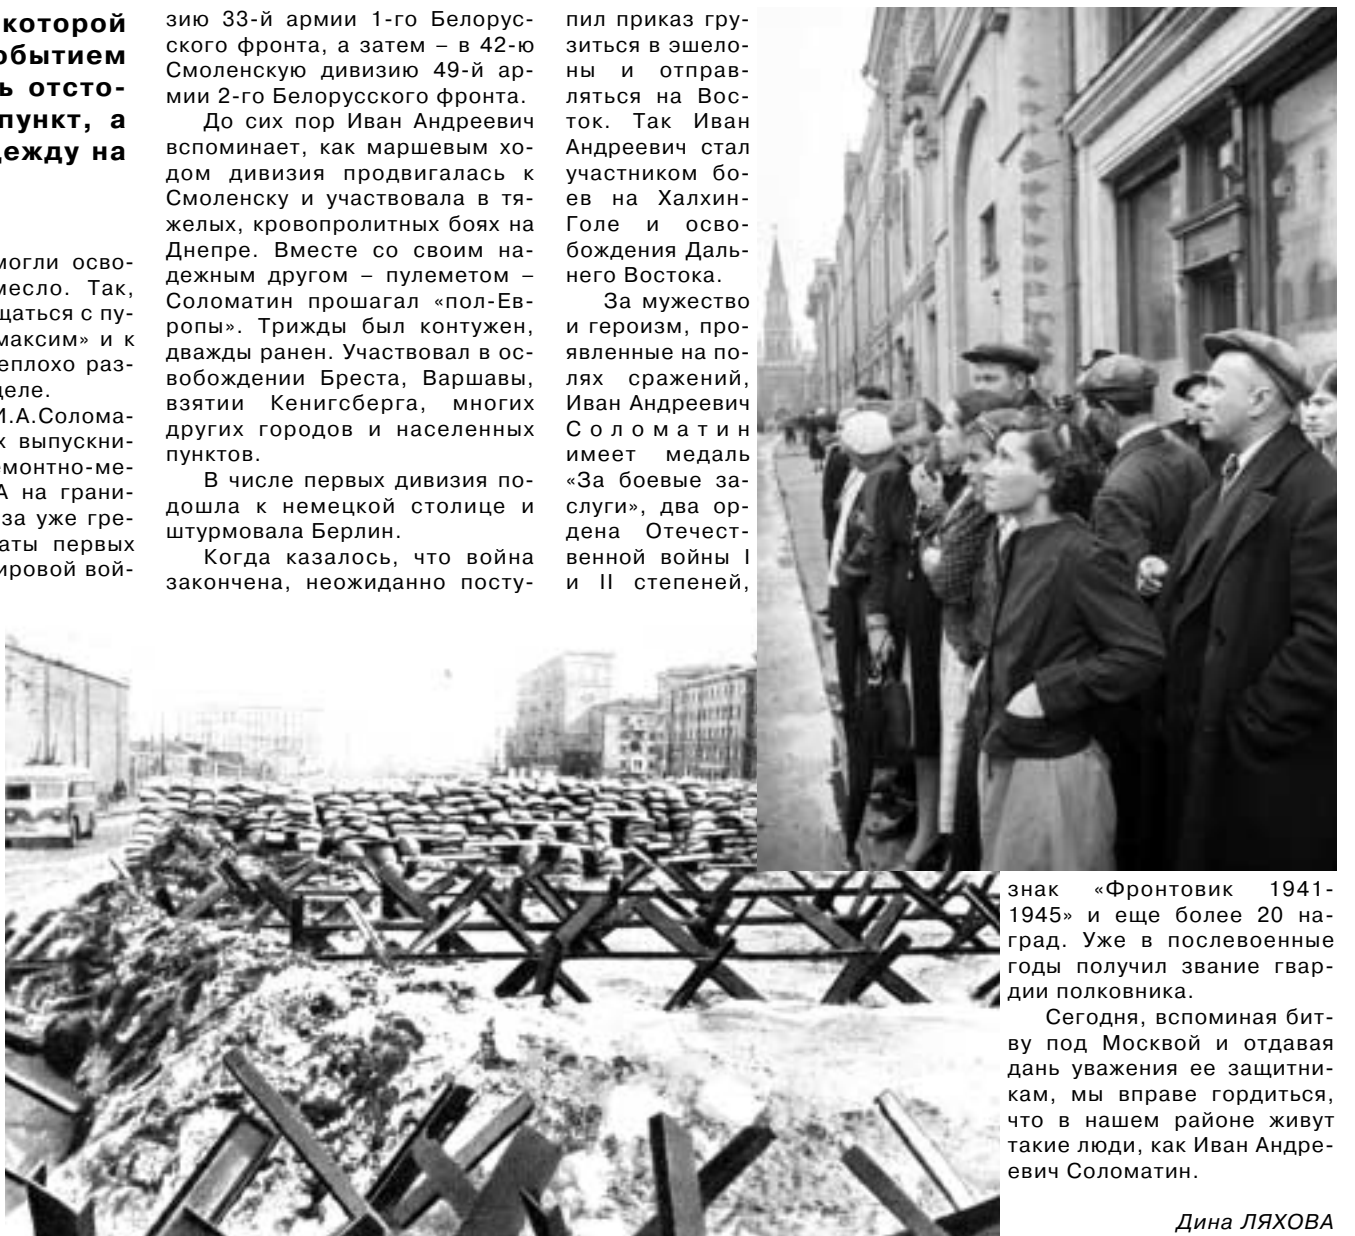 которой
обытием
ь отсто-
пункт, а
дежду на
могли осво-
месло. Так,
щаться с пу-
максим» и к
еплохо раз-
деле.
И.А.Солома-
х выпускни-
емонтно-ме-
А на грани-
за уже гре-
аты первых
ировой вой-
зию 33-й армии 1-го Белорус-
ского фронта, а затем – в 42-ю
Смоленскую дивизию 49-й ар-
мии 2-го Белорусского фронта.
До сих пор Иван Андреевич
вспоминает, как маршевым хо-
дом дивизия продвигалась к
Смоленску и участвовала в тя-
желых, кровопролитных боях на
Днепре. Вместе со своим на-
дежным другом – пулеметом –
Соломатин прошагал «пол-Ев-
ропы». Трижды был контужен,
дважды ранен. Участвовал в ос-
вобождении Бреста, Варшавы,
взятии Кенигсберга, многих
других городов и населенных
пунктов.
В числе первых дивизия по-
дошла к немецкой столице и
штурмовала Берлин.
Когда казалось, что война
закончена, неожиданно посту-
пил приказ гру-
зиться в эшело-
ны и отправ-
ляться на Вос-
ток. Так Иван
Андреевич стал
участником бо-
ев на Халхин-
Голе и осво-
бождения Даль-
него Востока.
За мужество
и героизм, про-
явленные на по-
лях сражений,
Иван Андреевич
Соломатин
имеет медаль
«За боевые за-
слуги», два ор-
дена Отечест-
венной войны I
и II степеней,
знак «Фронтовик 1941-
1945» и еще более 20 на-
град. Уже в послевоенные
годы получил звание гвар-
дии полковника.
Сегодня, вспоминая бит-
ву под Москвой и отдавая
дань уважения ее защитни-
кам, мы вправе гордиться,
что в нашем районе живут
такие люди, как Иван Андре-
евич Соломатин.
Дина ЛЯХОВА